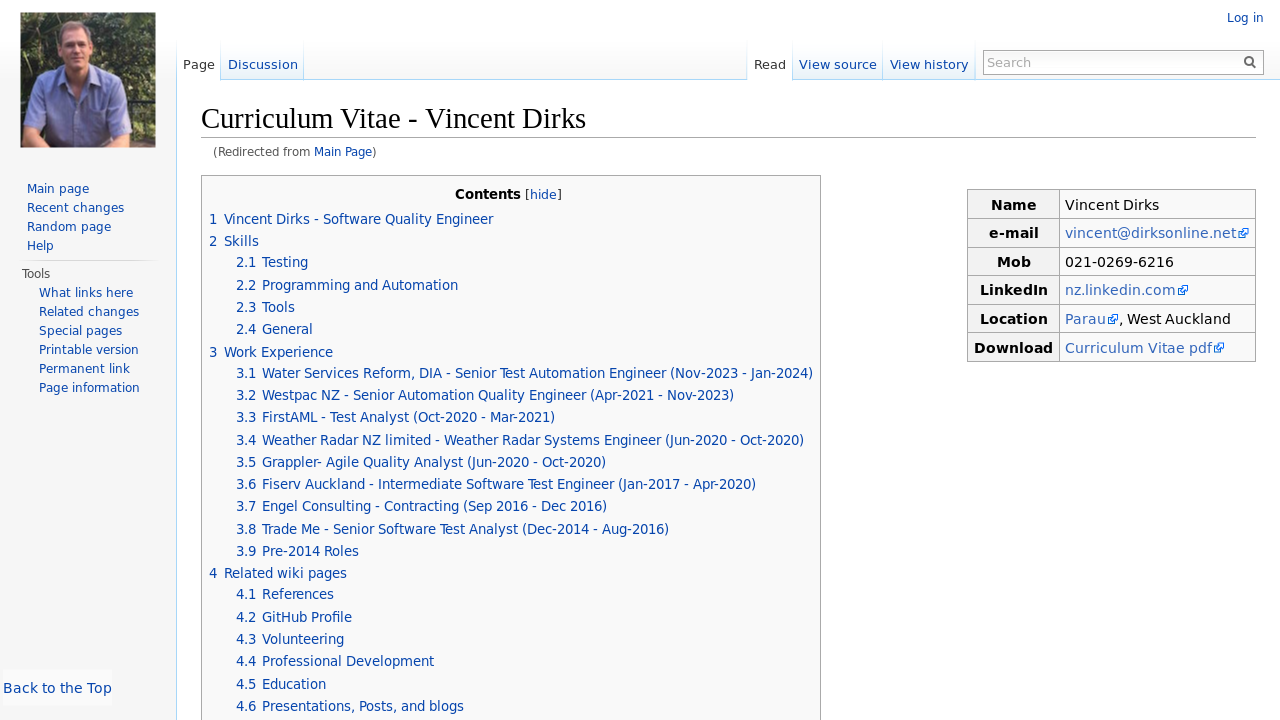 Log in
Page
Discussion
Read
View source
View history
Search
Curriculum Vitae - Vincent Dirks
(Redirected from Main Page)
Main page
Recent changes
Random page
Help
Tools
What links here
Related changes
Special pages
Printable version
Permanent link
Page information
Back to the Top
Contents [hide]
1 Vincent Dirks - Software Quality Engineer
2 Skills
2.1 Testing
2.2 Programming and Automation
2.3 Tools
2.4 General
3 Work Experience
3.1 Water Services Reform, DIA - Senior Test Automation Engineer (Nov-2023 - Jan-2024)
3.2 Westpac NZ - Senior Automation Quality Engineer (Apr-2021 - Nov-2023)
3.3 FirstAML - Test Analyst (Oct-2020 - Mar-2021)
3.4 Weather Radar NZ limited - Weather Radar Systems Engineer (Jun-2020 - Oct-2020)
3.5 Grappler- Agile Quality Analyst (Jun-2020 - Oct-2020)
3.6 Fiserv Auckland - Intermediate Software Test Engineer (Jan-2017 - Apr-2020)
3.7 Engel Consulting - Contracting (Sep 2016 - Dec 2016)
3.8 Trade Me - Senior Software Test Analyst (Dec-2014 - Aug-2016)
3.9 Pre-2014 Roles
4 Related wiki pages
4.1 References
4.2 GitHub Profile
4.3 Volunteering
4.4 Professional Development
4.5 Education
4.6 Presentations, Posts, and blogs
Name Vincent Dirks
e-mail vincent@dirksonline.net
Mob 021-0269-6216
LinkedIn nz.linkedin.com
Location Parau, West Auckland
Download Curriculum Vitae pdf